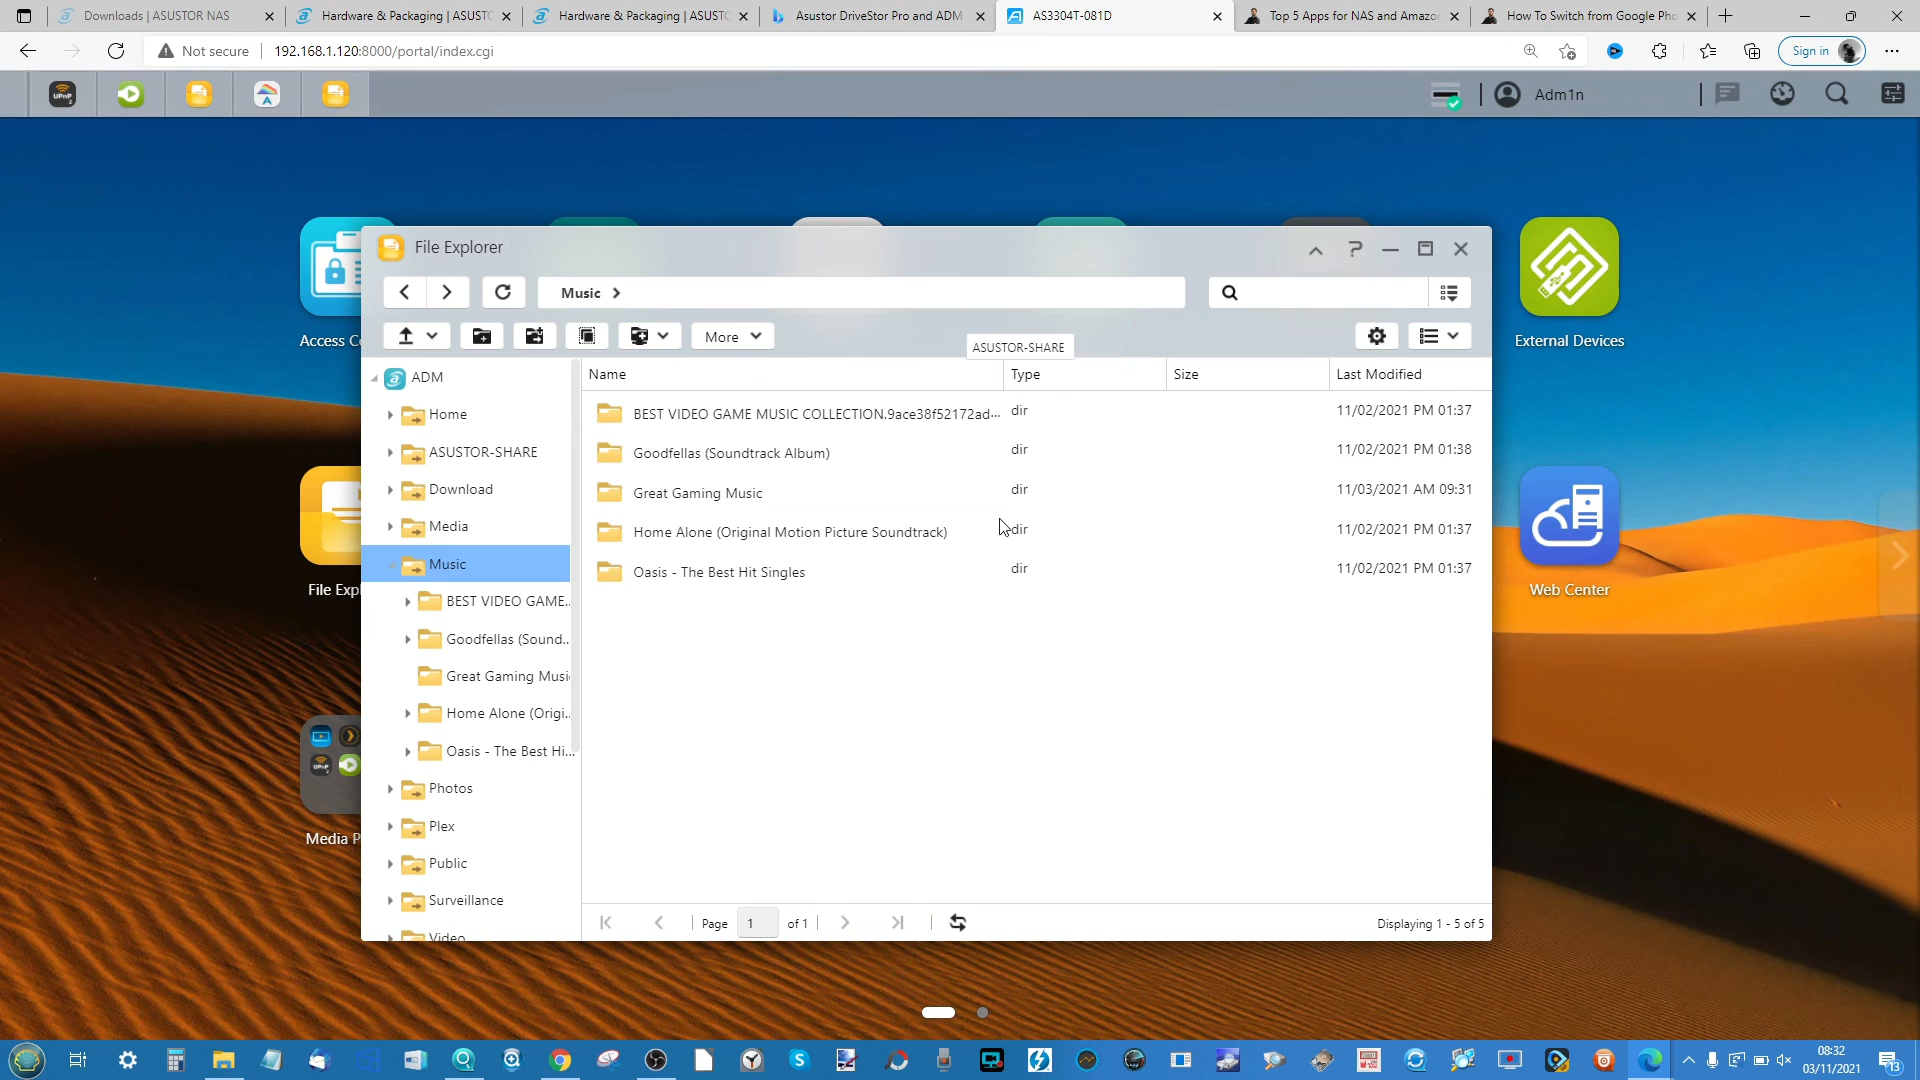 Downloads | ASUSTOR NAS
Hardware & Packaging | ASUSTO
Hardware & Packaging | ASUSTO
Asustor DriveStor Pro and ADM
AS3304T-081D
Top 5 Apps for NAS and Amazon
How To Switch from Google Pho
Not secure
192.168.1.120:8000/portal/index.cgi
Sign in
UPnP
Adm1n
File Explorer
Music
More
ASUSTOR-SHARE
Name
Type
Size
Last Modified
ADM
Home
ASUSTOR-SHARE
Download
Media
Music
BEST VIDEO GAME..
Goodfellas (Sound..
Great Gaming Musi
Home Alone (Origi..
Oasis - The Best Hi...
Photos
Plex
Public
Surveillance
Video
BEST VIDEO GAME MUSIC COLLECTION.9ace38f52172ad... dir 11/02/2021 PM 01:37
Goodfellas (Soundtrack Album) dir 11/02/2021 PM 01:38
Great Gaming Music dir 11/03/2021 AM 09:31
Home Alone (Original Motion Picture Soundtrack) dir 11/02/2021 PM 01:37
Oasis - The Best Hit Singles dir 11/02/2021 PM 01:37
Page 1 of 1
Displaying 1 - 5 of 5
Access Co
File Expl
UPnP
Media P
External Devices
Web Center
08:32
03/11/2021
13